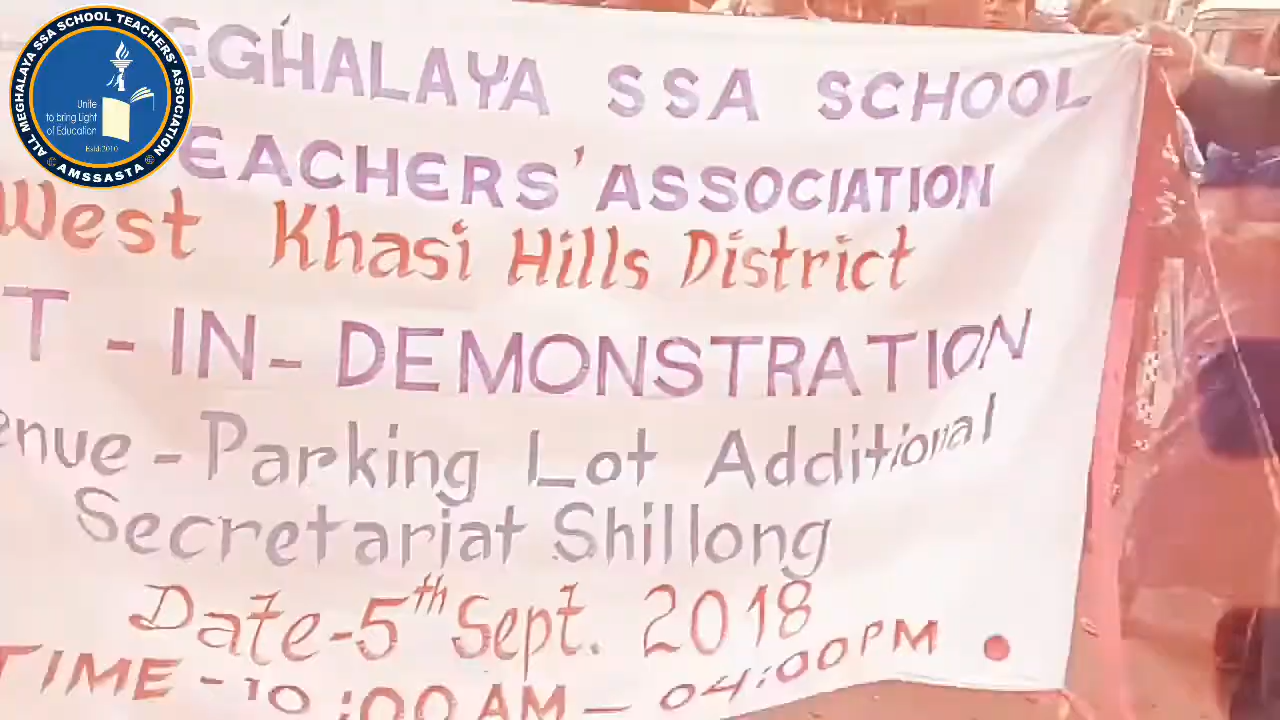 ALL MEGHALAYA SSA SCHOOL TEACHERS' ASSOCIATION
Unite
to bring Light
of Education
Estd:2010
© AMSSASTA ©
EGHALAYA SSA SCHOOL
EACHERS' ASSOCIATION
West Khasi Hills District
T - IN - DEMONSTRATION
enue - Parking Lot Additional
Secretariat Shillong
Date - 5th Sept. 2018
TIME - 10:00 AM - 04:00PM